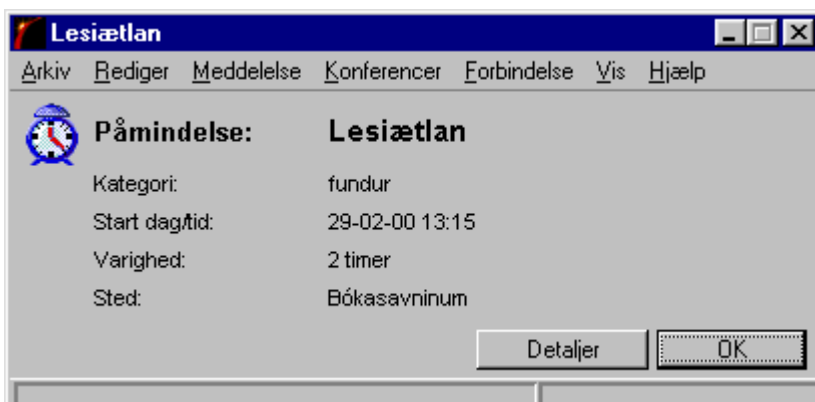 Lesiætlan
Arkiv Rediger Meddelelse Konferencer Forbindelse Vis Hjælp
Påmindelse: Lesiætlan
Kategori: fundur
Start dag/tid: 29-02-00 13:15
Varighed: 2 timer
Sted: Bókasavninum
Detaljer OK